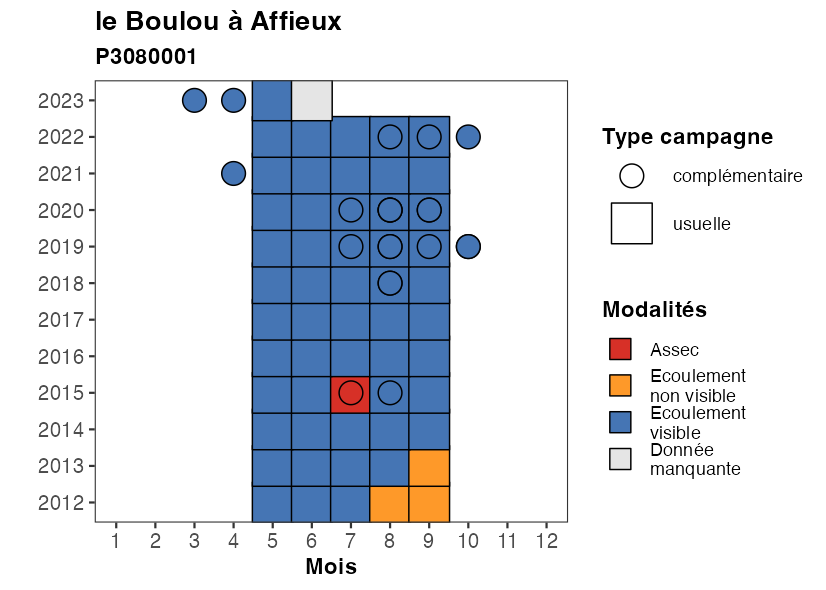 le Boulou à Affieux
P3080001
2023
2022
2021
2020
2019
2018
2017
2016
2015
2014
2013
2012
1 2 3 4 5 6 7 8 9 10 11 12
Mois
Type campagne
complémentaire
usuelle
Modalités
Assec
Ecoulement
non visible
Ecoulement
visible
Donnée
manquante